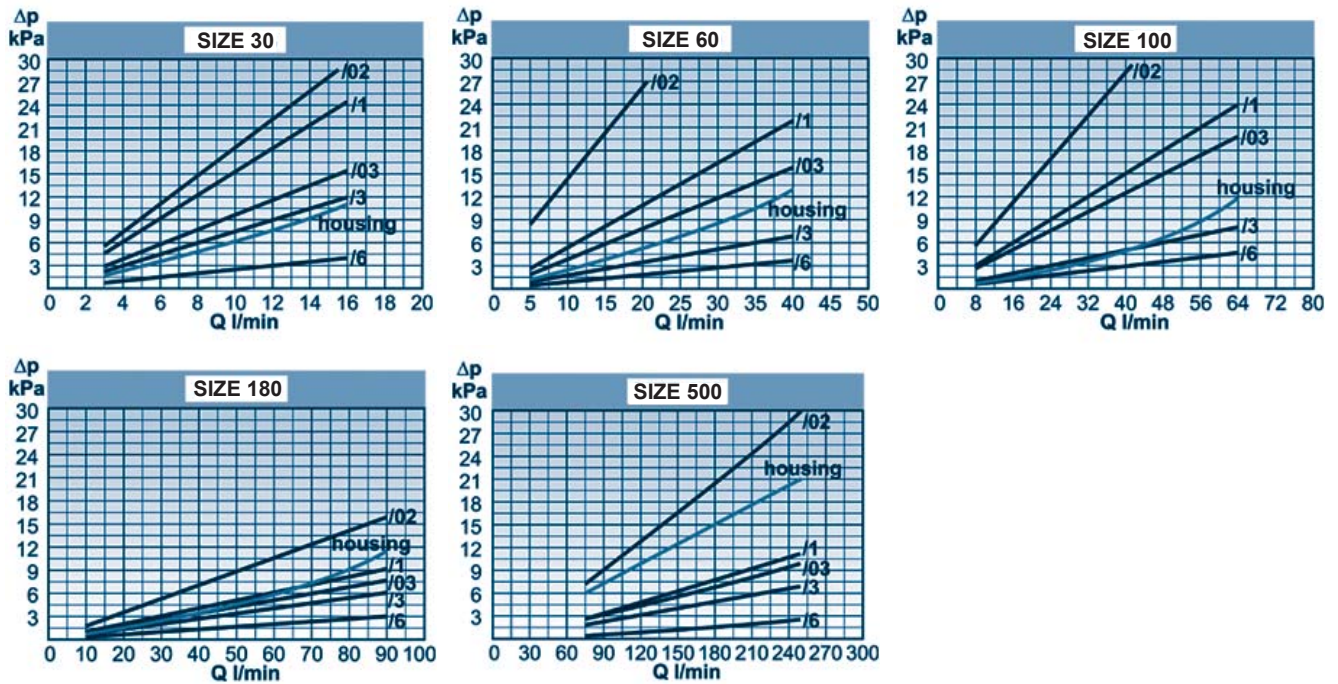 Δp
kPa
SIZE 30
30
27
24
21
18
15
12
9
6
3
/02
/1
/03
/3
housing
/6
0 2 4 6 8 10 12 14 16 18 20
Q l/min
Δp
kPa
SIZE 60
30
27
24
21
18
15
12
9
6
3
/02
/1
/03
housing
/3
/6
0 5 10 15 20 25 30 35 40 45 50
Q l/min
Δp
kPa
SIZE 100
30
27
24
21
18
15
12
9
6
3
/02
/1
/03
housing
/3
/6
0 8 16 24 32 40 48 56 64 72 80
Q l/min
Δp
kPa
SIZE 180
30
27
24
21
18
15
12
9
6
3
/02
housing
/1
/03
/3
/6
0 10 20 30 40 50 60 70 80 90 100
Q l/min
Δp
kPa
SIZE 500
30
27
24
21
18
15
12
9
6
3
/02
housing
/1
/03
/3
/6
0 30 60 90 120 150 180 210 240 270 300
Q l/min